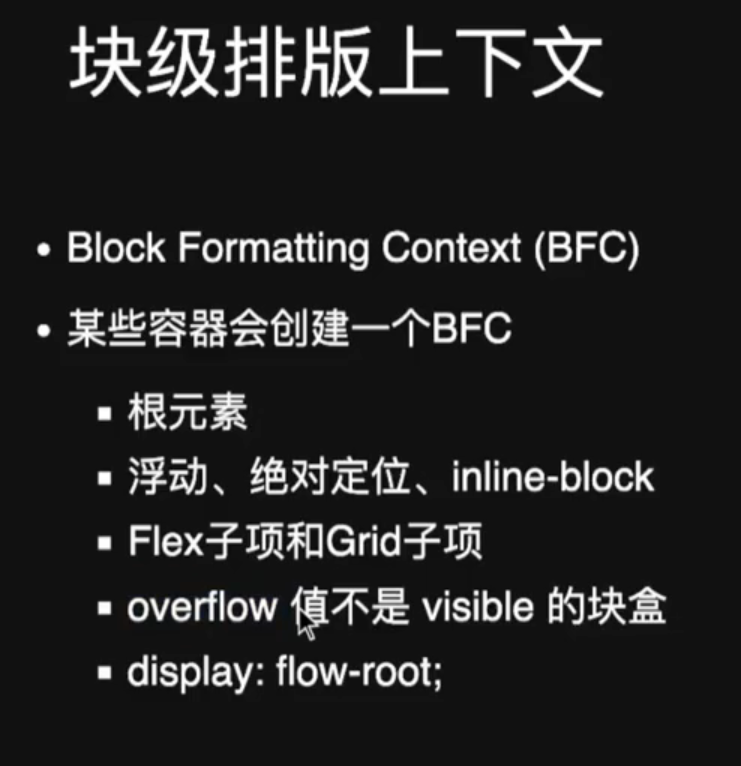 块级排版上下文
• Block Formatting Context (BFC)
• 某些容器会创建一个BFC
▪ 根元素
▪ 浮动、绝对定位、inline-block
▪ Flex子项和Grid子项
▪ overflow 值不是 visible 的块盒
▪ display: flow-root;